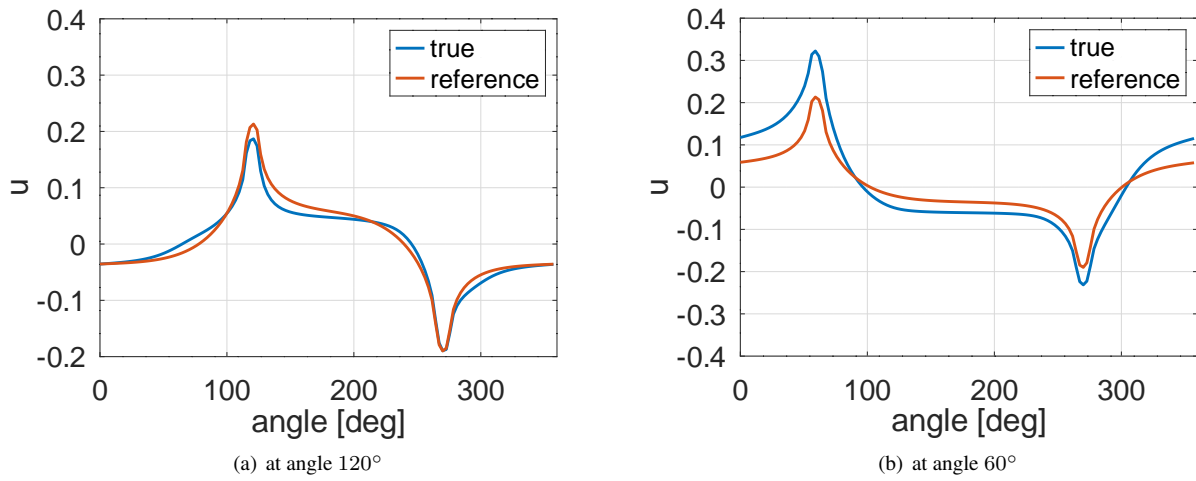 0.4
0.3
0.2
0.1
0
-0.1
-0.2
u
true
reference
0 100 200 300
angle [deg]
(a) at angle 120°
0.4
0.3
0.2
0.1
0
-0.1
-0.2
-0.3
-0.4
u
true
reference
0 100 200 300
angle [deg]
(b) at angle 60°